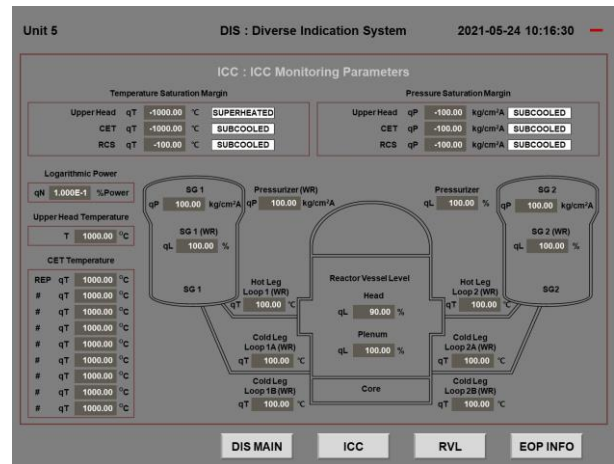 Unit 5 DIS : Diverse Indication System 2021-05-24 10:16:30
ICC : ICC Monitoring Parameters
Temperature Saturation Margin
Upper Head qT -1000.00 ℃ SUPERHEATED
CET qT -1000.00 ℃ SUBCOOLED
RCS qT -100.00 ℃ SUBCOOLED
Pressure Saturation Margin
Upper Head qP -100.00 kg/cm²A SUBCOOLED
CET qP -100.00 kg/cm²A SUBCOOLED
RCS qP -100.00 kg/cm²A SUBCOOLED
Logarithmic Power
qN 1.000E-1 %Power
Upper Head Temperature
T 1000.00 °C
CET Temperature
REP qT 1000.00 °C
# qT 1000.00 °C
# qT 1000.00 °C
# qT 1000.00 °C
# qT 1000.00 °C
# qT 1000.00 °C
# qT 1000.00 °C
# qT 1000.00 °C
# qT 1000.00 °C
SG 1
qP 100.00 kg/cm²A
SG 1 (WR)
qL 100.00 %
SG 1
Pressurizer (WR)
qP 100.00 kg/cm²A
Pressurizer
qL 100.00 %
SG 2
qP 100.00 kg/cm²A
SG 2 (WR)
qL 100.00 %
SG2
Hot Leg
Loop 1 (WR)
qT 100.00 ℃
Cold Leg
Loop 1A (WR)
qT 100.00 ℃
Cold Leg
Loop 1B (WR)
qT 100.00 ℃
Reactor Vessel Level
Head
qL 90.00 %
Plenum
qL 100.00 %
Core
Hot Leg
Loop 2 (WR)
qT 100.00 ℃
Cold Leg
Loop 2A (WR)
qT 100.00 ℃
Cold Leg
Loop 2B (WR)
qT 100.00 ℃
DIS MAIN ICC RVL EOP INFO